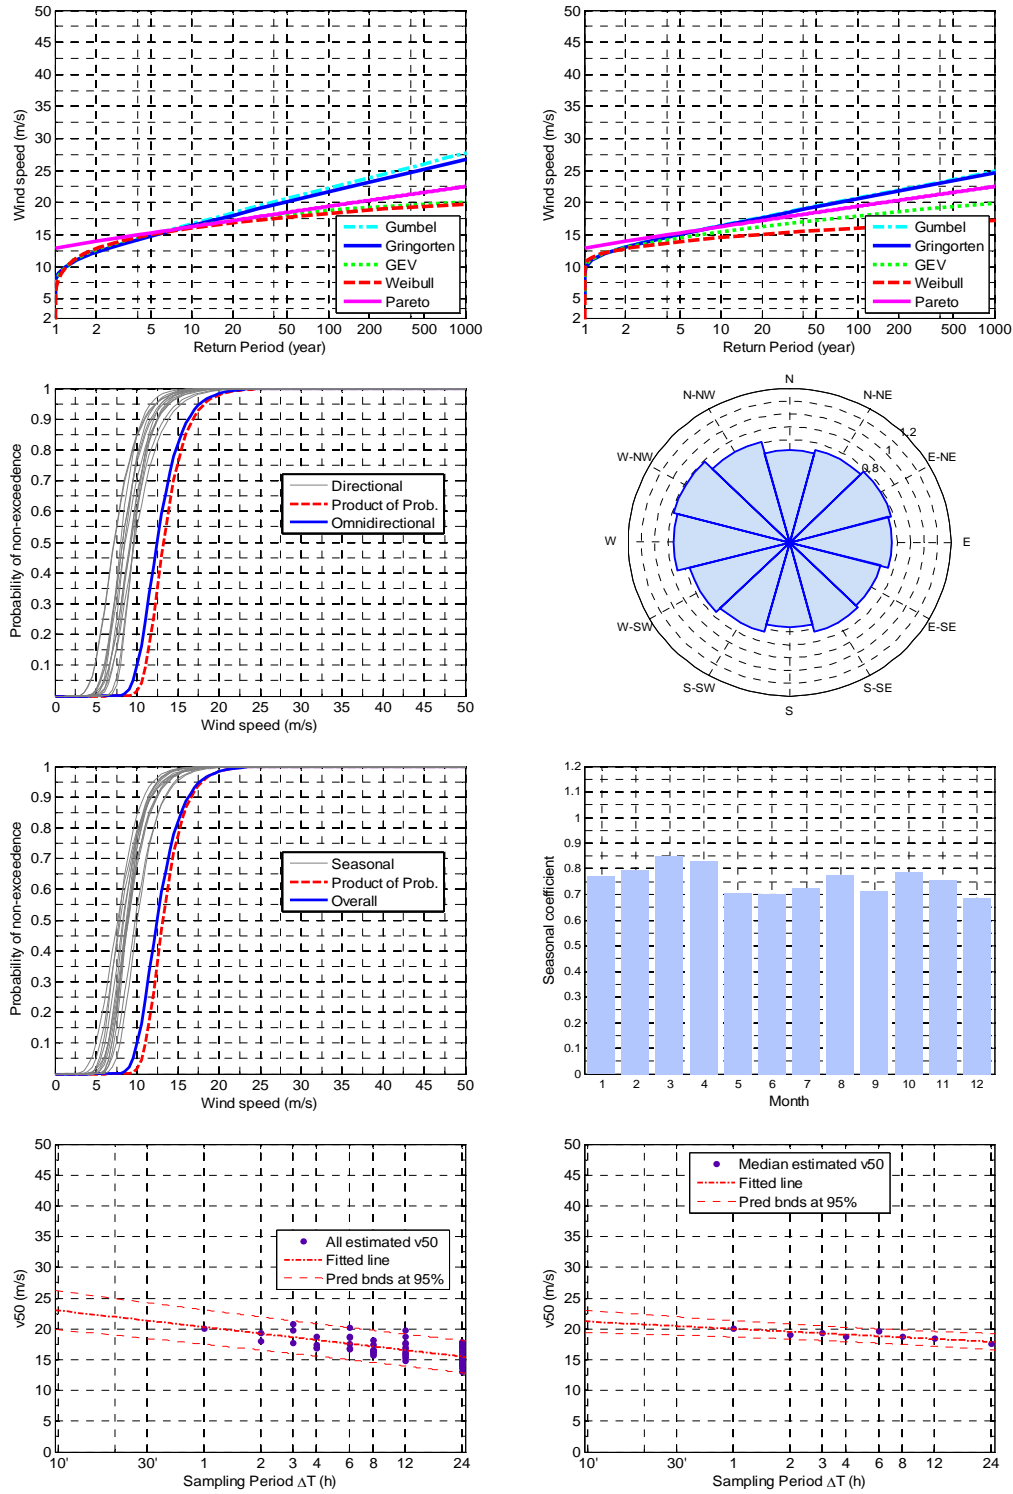 50
45
40
35
30
25
20
15
10
5
2
Wind speed (m/s)
Gumbel
Gringorten
GEV
Weibull
Pareto
1 2 5 10 20 50 100 200 500 1000
Return Period (year)
50
45
40
35
30
25
20
15
10
5
2
Wind speed (m/s)
Gumbel
Gringorten
GEV
Weibull
Pareto
1 2 5 10 20 50 100 200 500 1000
Return Period (year)
1
0.9
0.8
0.7
0.6
0.5
0.4
0.3
0.2
0.1
Probability of non-exceedence
Directional
Product of Prob.
Omnidirectional
0 5 10 15 20 25 30 35 40 45 50
Wind speed (m/s)
N
N-NW N-NE
1.2
W-NW 1 E-NE
0.8
W E
W-SW E-SE
S-SW S-SE
S
1
0.9
0.8
0.7
0.6
0.5
0.4
0.3
0.2
0.1
Probability of non-exceedence
Seasonal
Product of Prob.
Overall
0 5 10 15 20 25 30 35 40 45 50
Wind speed (m/s)
1.2
1.1
1
0.9
0.8
0.7
0.6
0.5
0.4
0.3
0.2
0.1
0
Seasonal coefficient
1 2 3 4 5 6 7 8 9 10 11 12
Month
50
45
40
35
30
25
20
15
10
5
0
v50 (m/s)
All estimated v50
Fitted line
Pred bnds at 95%
10' 30' 1 2 3 4 6 8 12 24
Sampling Period ΔT (h)
50
45
40
35
30
25
20
15
10
5
0
v50 (m/s)
Median estimated v50
Fitted line
Pred bnds at 95%
10' 30' 1 2 3 4 6 8 12 24
Sampling Period ΔT (h)